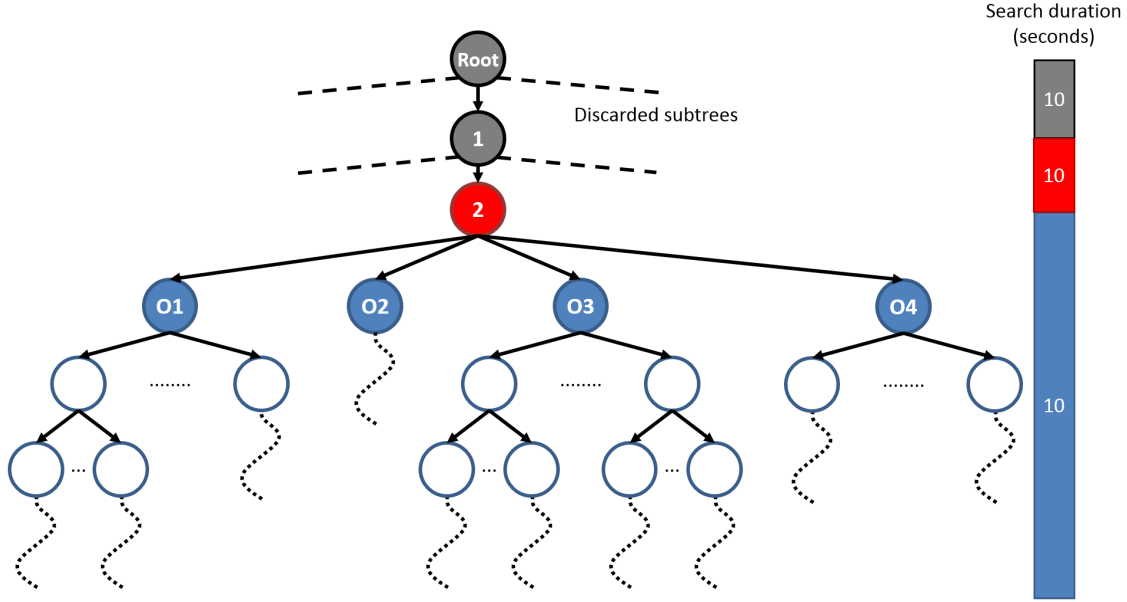 Search duration
(seconds)
Root
10
Discarded subtrees
1
10
2
O1
O2
O3
O4
........
........
........
10
...
...
...